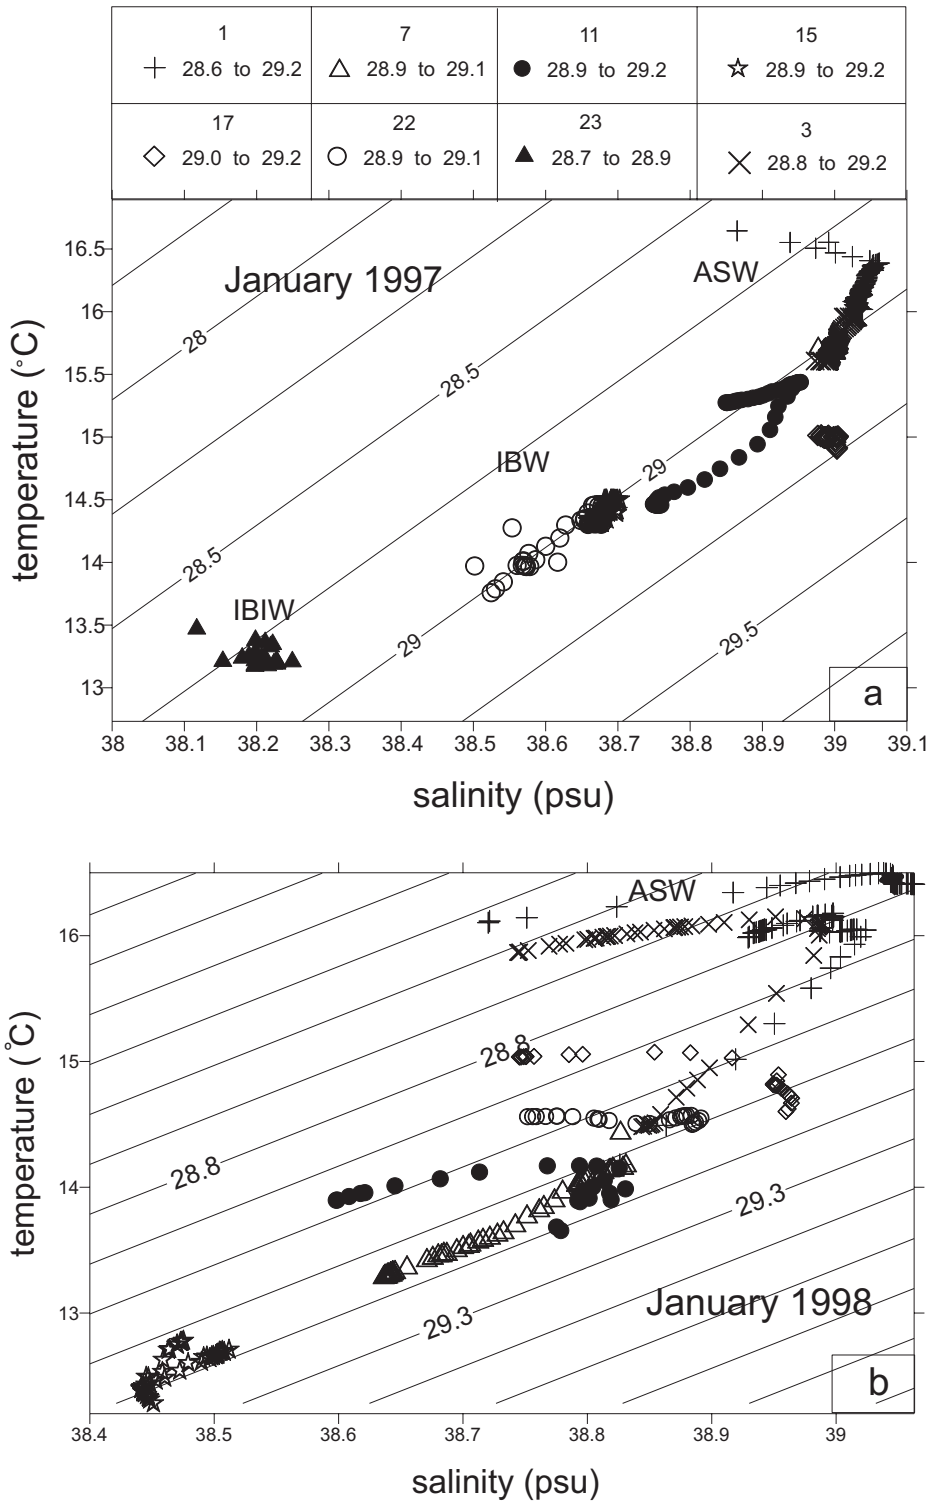 1 7 11 15
28.6 to 29.2 28.9 to 29.1 28.9 to 29.2 28.9 to 29.2
17 22 23 3
29.0 to 29.2 28.9 to 29.1 28.7 to 28.9 28.8 to 29.2
16.5
ASW
January 1997
16
28
15.5
28.5
15
IBW
29
14.5
14
28.5
IBIW
13.5
29
29.5
13
a
temperature (°C)
38 38.1 38.2 38.3 38.4 38.5 38.6 38.7 38.8 38.9 39 39.1
salinity (psu)
ASW
16
28.8
15
28.8
14
29.3
29.3
January 1998
13
b
temperature (°C)
38.4 38.5 38.6 38.7 38.8 38.9 39
salinity (psu)